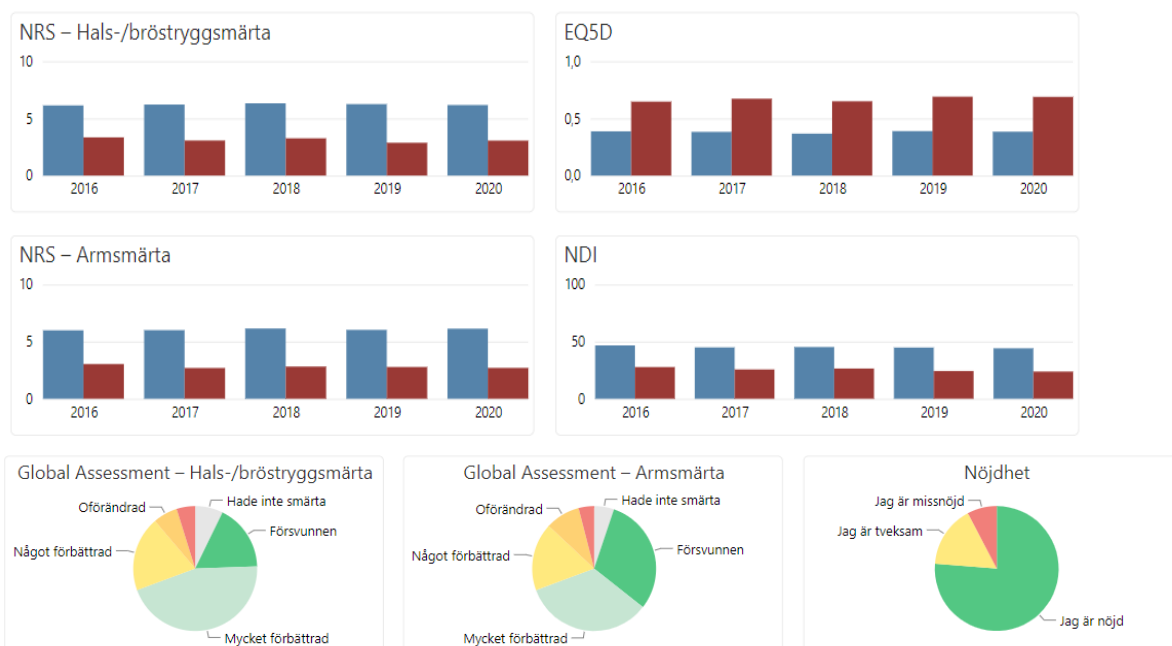 NRS – Hals-/bröstryggsmärta
10
5
0
2016 2017 2018 2019 2020
EQ5D
1,0
0,5
0,0
2016 2017 2018 2019 2020
NRS – Armsmärta
10
5
0
2016 2017 2018 2019 2020
NDI
100
50
0
2016 2017 2018 2019 2020
Global Assessment – Hals-/bröstryggsmärta
Hade inte smärta
Oförändrad
Försvunnen
Något förbättrad
Mycket förbättrad
Global Assessment – Armsmärta
Hade inte smärta
Oförändrad
Försvunnen
Något förbättrad
Mycket förbättrad
Nöjdhet
Jag är missnöjd
Jag är tveksam
Jag är nöjd